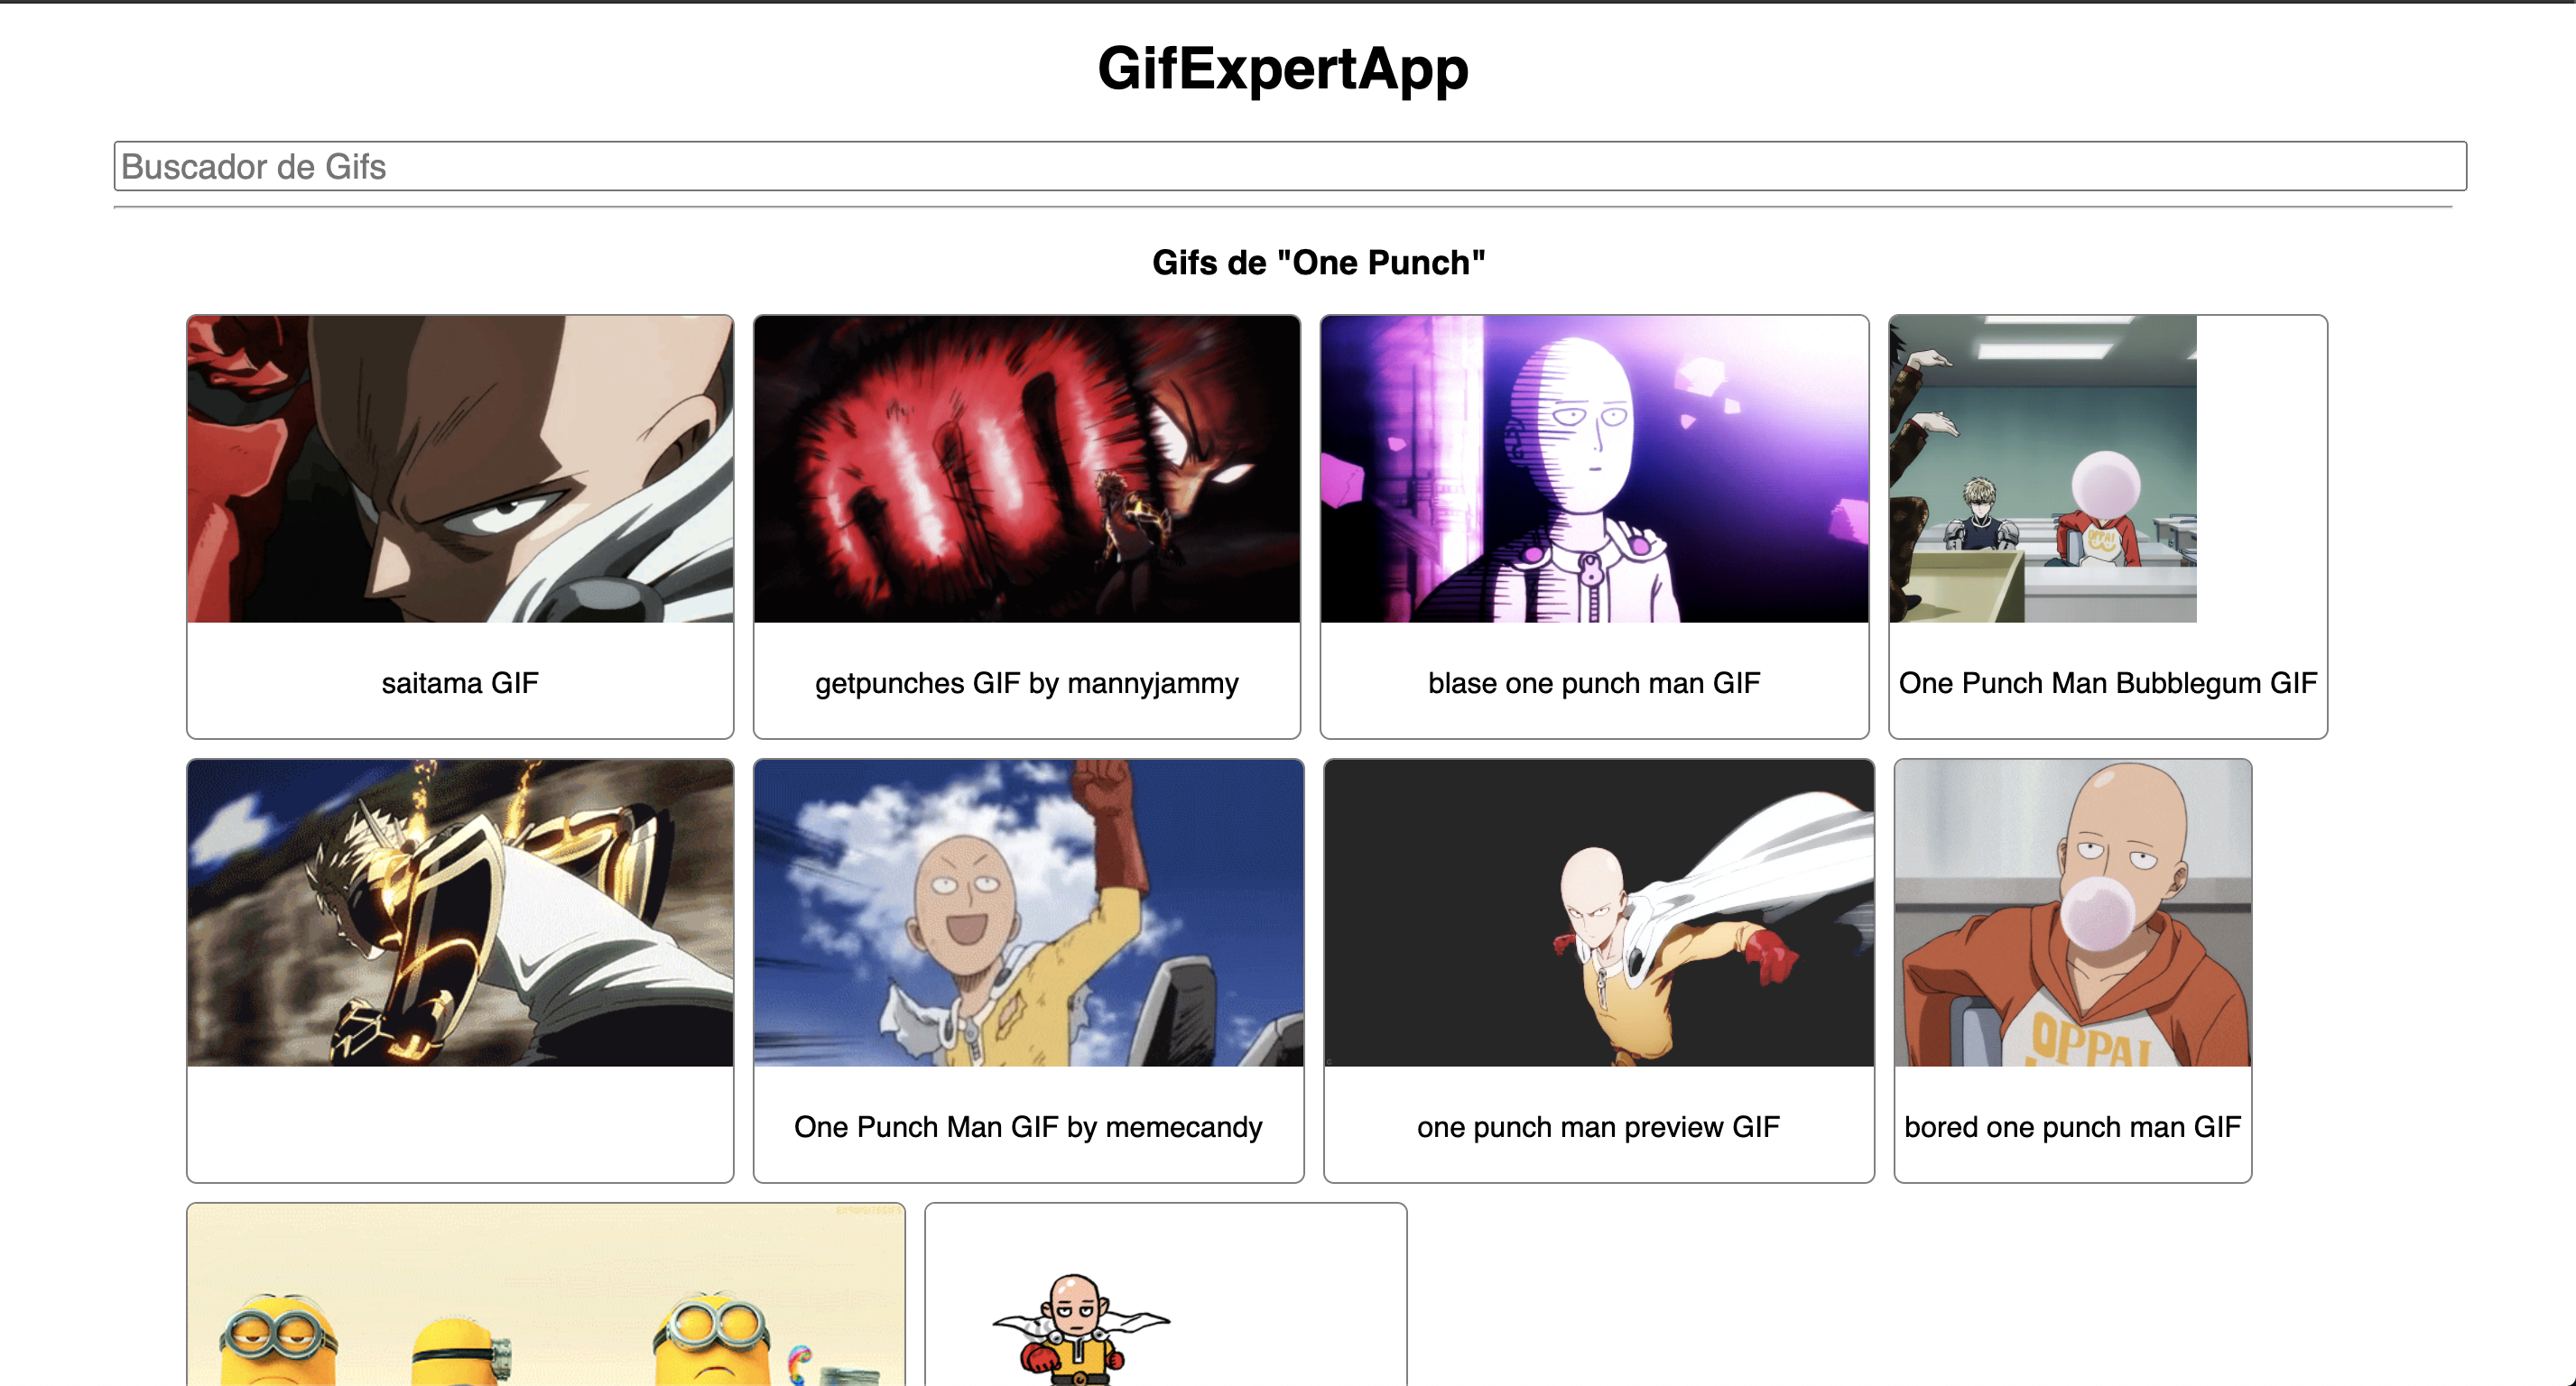 GifExpertApp
Buscador de Gifs
Gifs de "One Punch"
OPPAI
saitama GIF
getpunches GIF by mannyjammy
blase one punch man GIF
One Punch Man Bubblegum GIF
OPPAI
One Punch Man GIF by memecandy
one punch man preview GIF
bored one punch man GIF